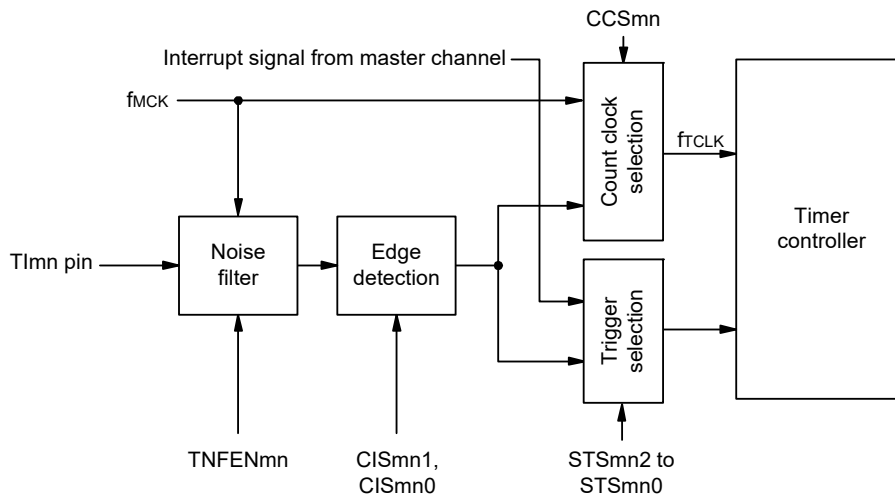 CCSmn
Interrupt signal from master channel
fMCK
Count clock
selection
fTCLK
Timer
controller
TImn pin
Noise
filter
Edge
detection
Trigger
selection
TNFENmn
CISmn1,
CISmn0
STSmn2 to
STSmn0